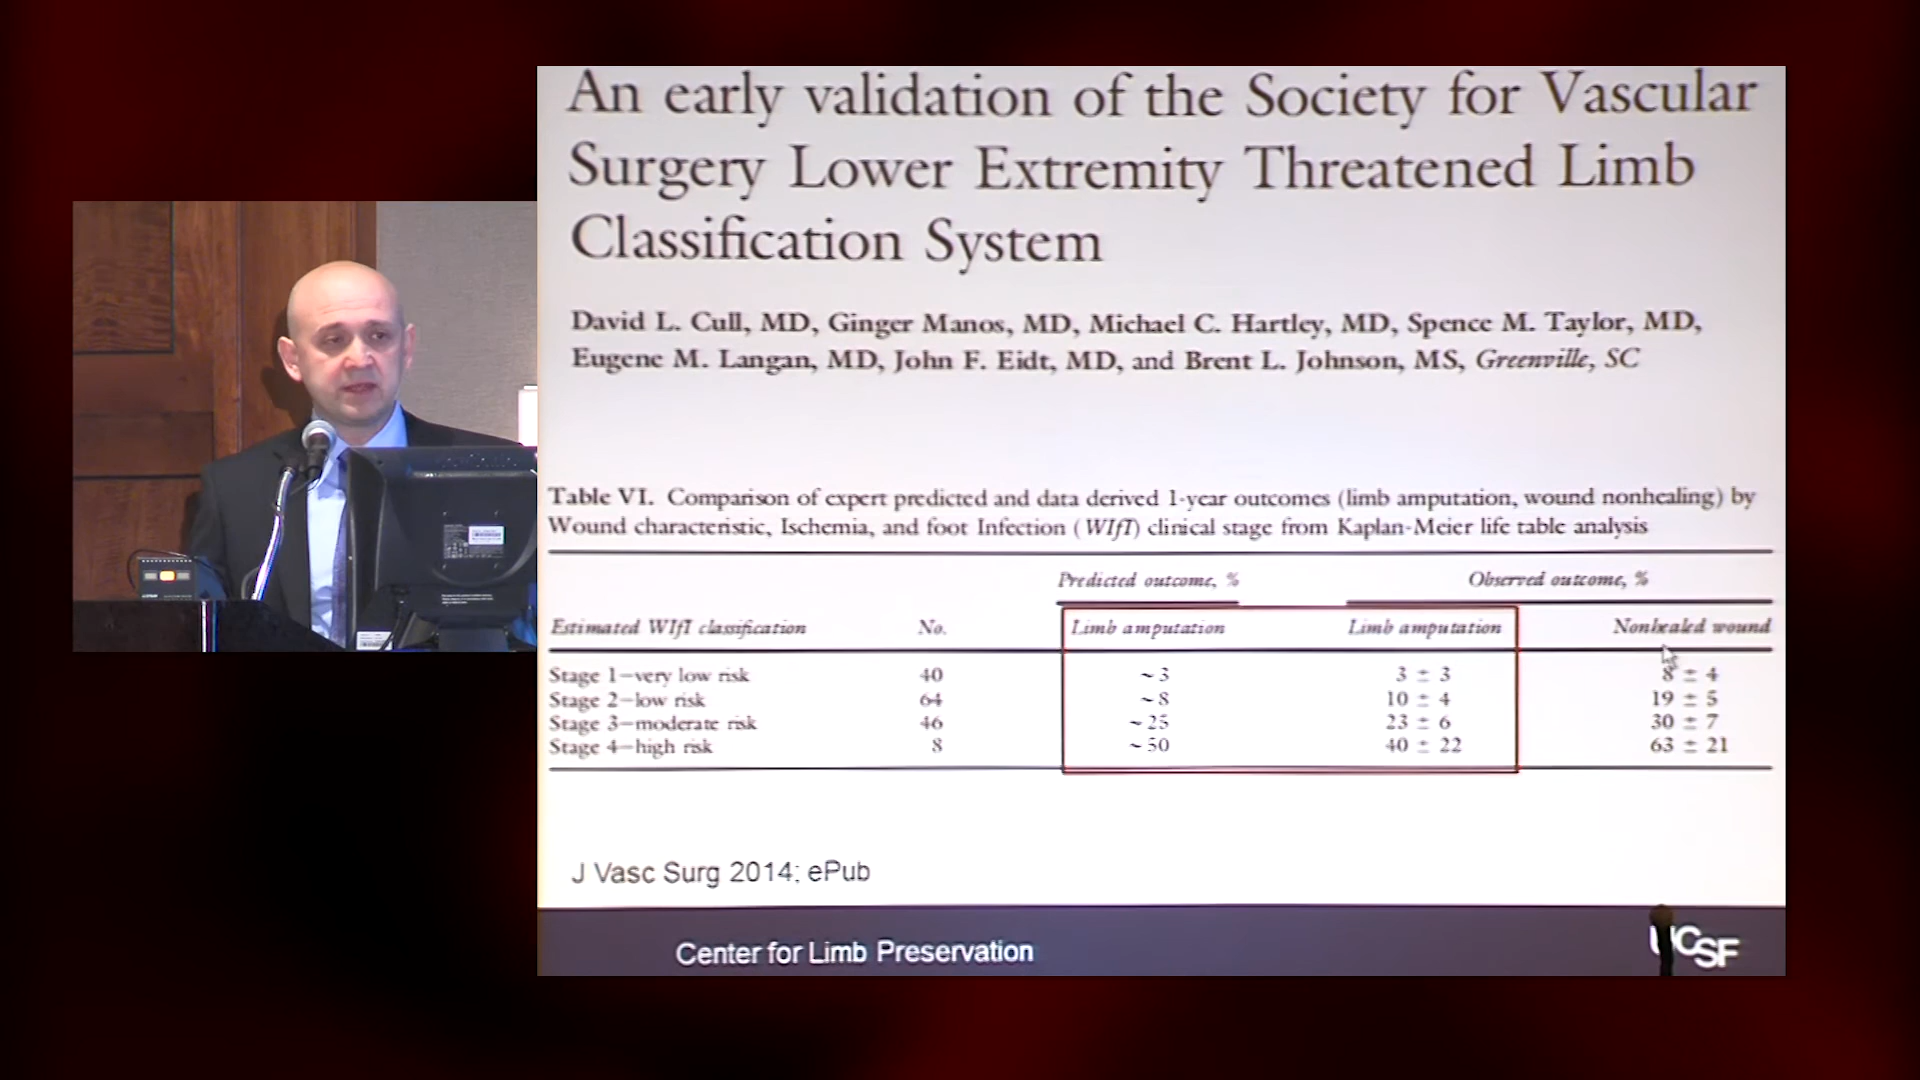 An early validation of the Society for Vascular
Surgery Lower Extremity Threatened Limb
Classification System
David L. Cull, MD, Ginger Manos, MD, Michael C. Hartley, MD, Spence M. Taylor, MD,
Eugene M. Langan, MD, John F. Eidt, MD, and Brent L. Johnson, MS, Greenville, SC
Table VI. Comparison of expert predicted and data derived 1-year outcomes (limb amputation, wound nonhealing) by
Wound characteristic, Ischemia, and foot Infection (WIfI) clinical stage from Kaplan-Meier life table analysis
Predicted outcome, % Observed outcome, %
Estimated WIfI classification No. Limb amputation Limb amputation Nonhealed wound
Stage 1—very low risk 40 ~3 3 ± 3 8 ± 4
Stage 2—low risk 64 ~8 10 ± 4 19 ± 5
Stage 3—moderate risk 46 ~25 23 ± 6 30 ± 7
Stage 4—high risk 8 ~50 40 ± 22 63 ± 21
J Vasc Surg 2014: ePub
Center for Limb Preservation
UCSF